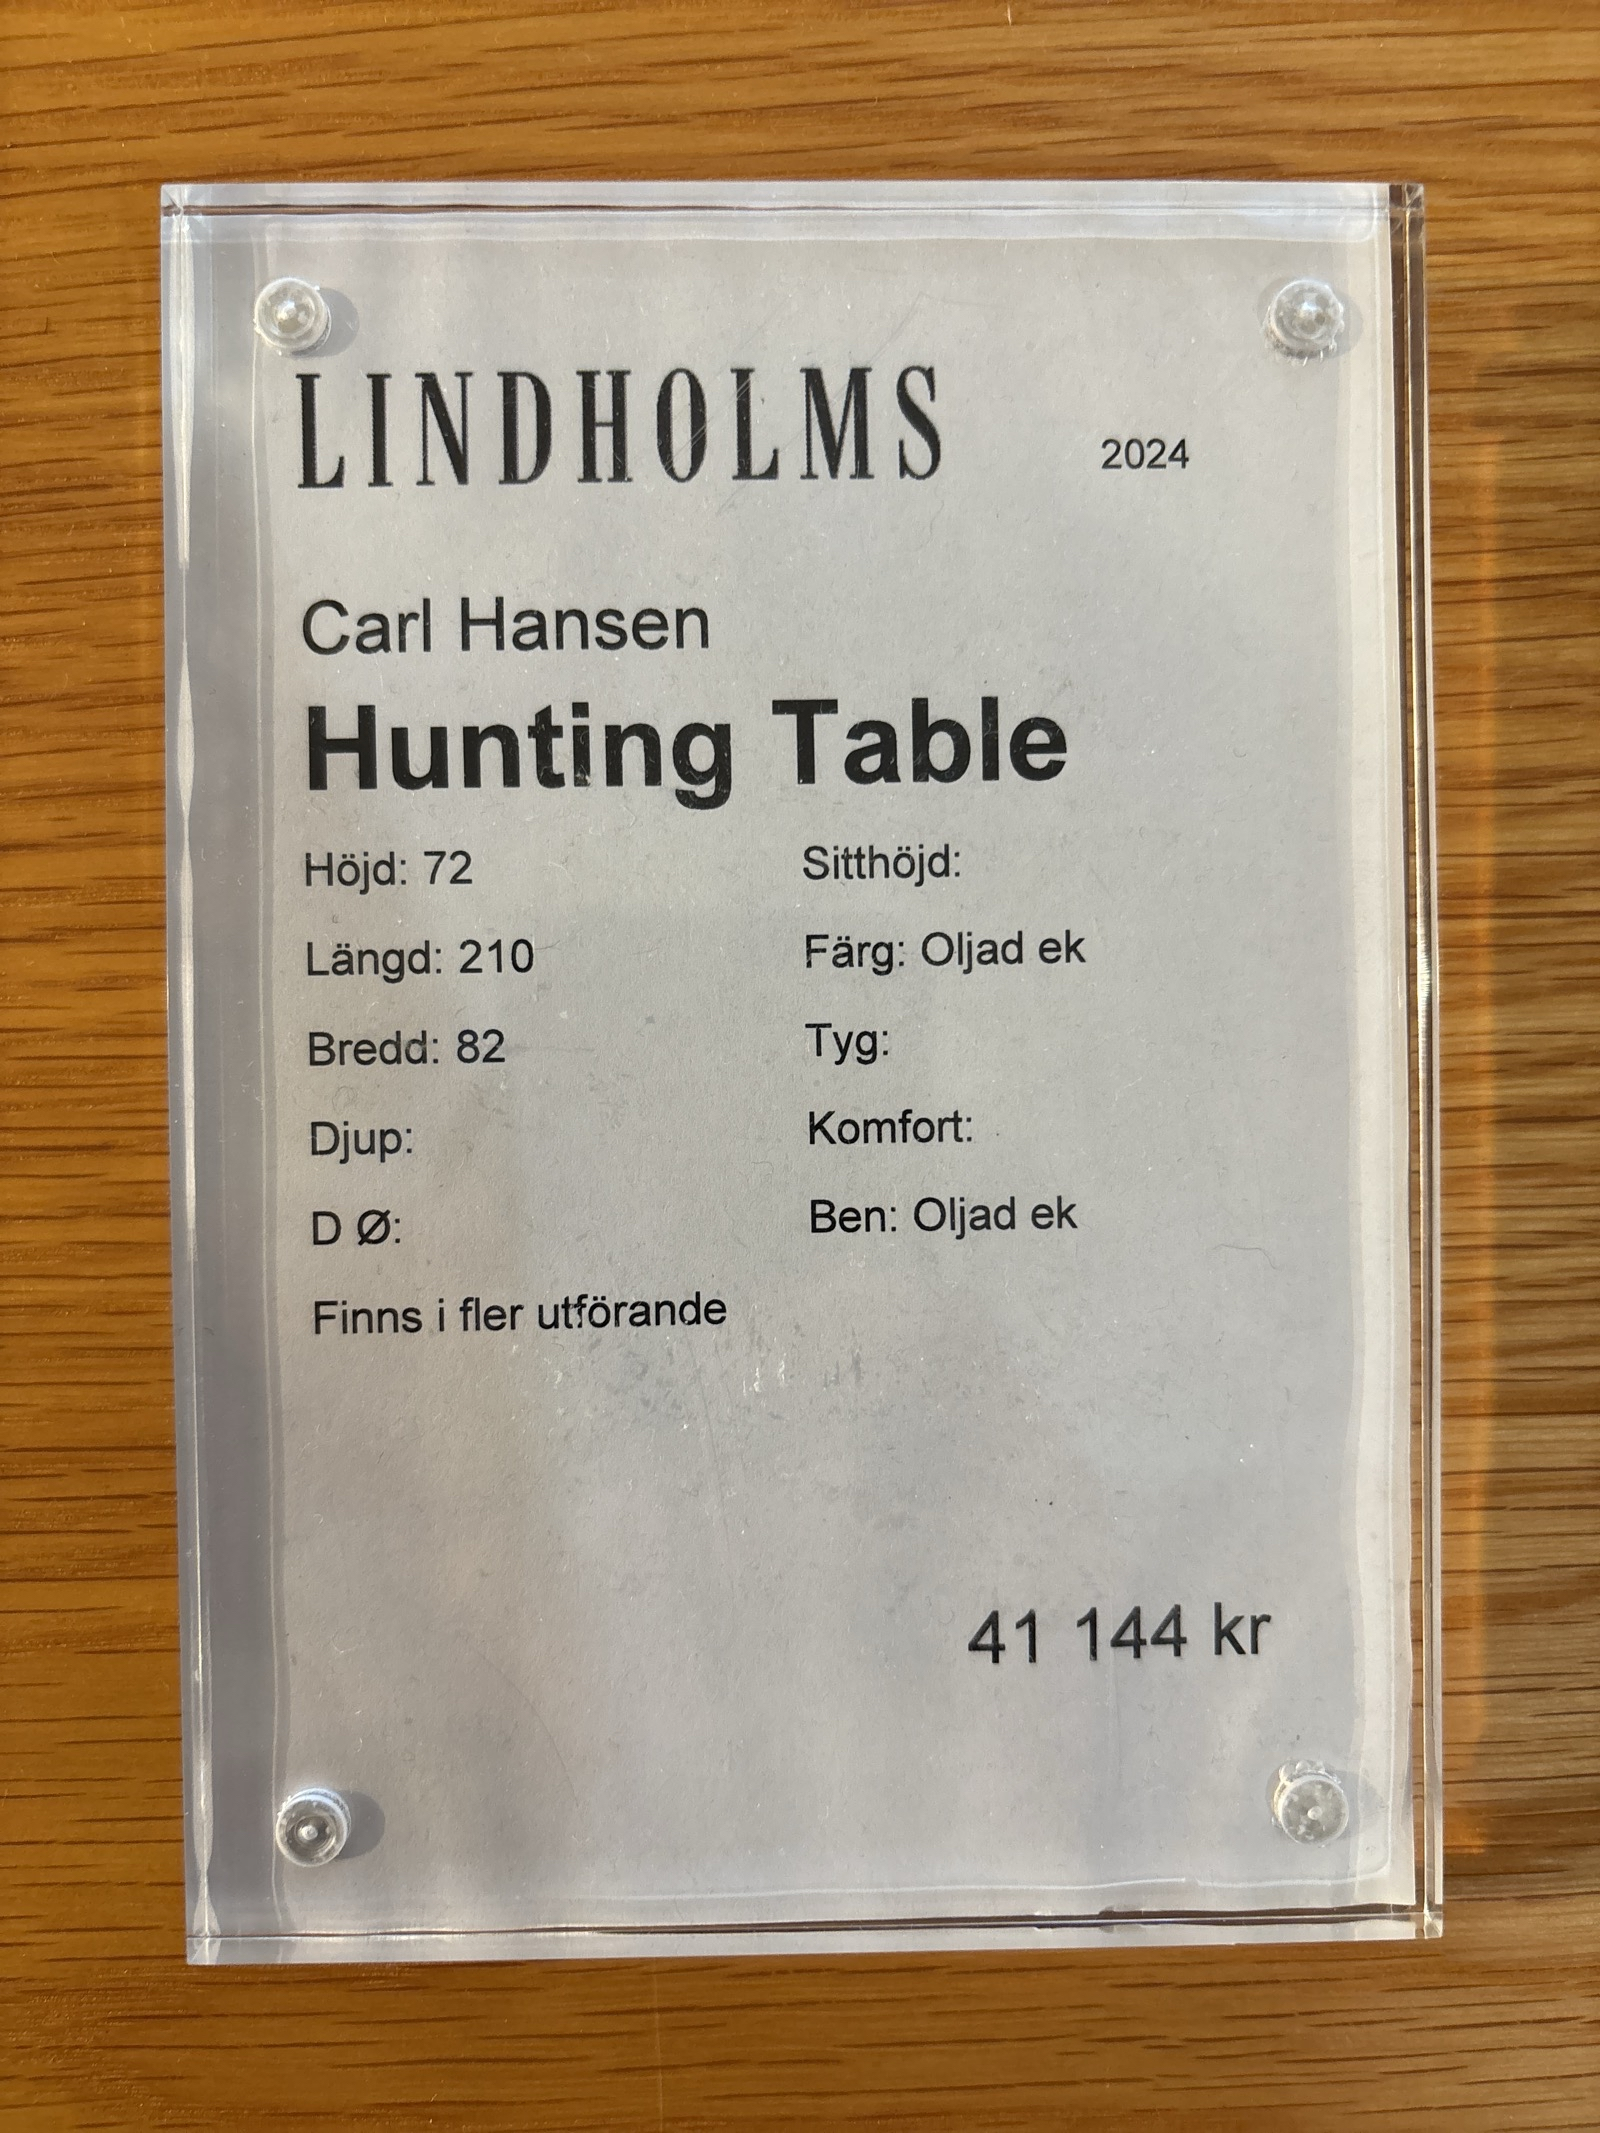 LINDHOLMS 2024
Carl Hansen
Hunting Table
Höjd: 72 Sitthöjd:
Längd: 210 Färg: Oljad ek
Bredd: 82 Tyg:
Djup: Komfort:
D Ø: Ben: Oljad ek
Finns i fler utförande
41 144 kr